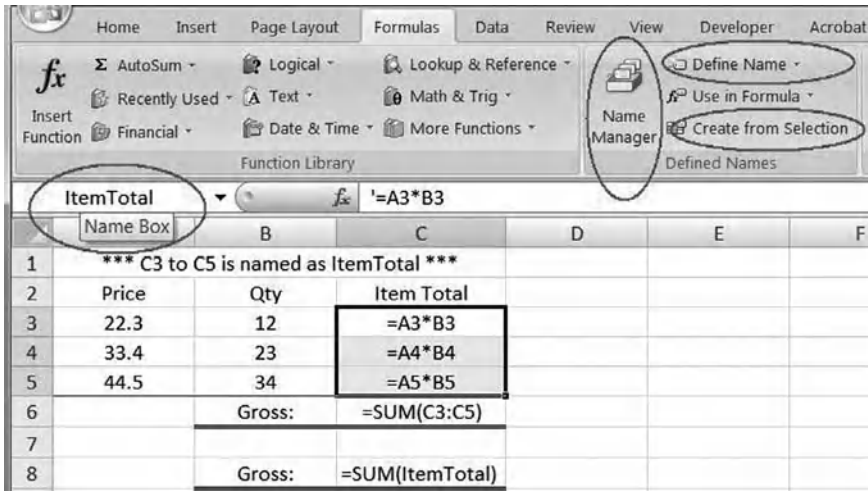 Home Insert Page Layout Formulas Data Review View Developer Acrobat
fx Insert Function
Σ AutoSum
Recently Used
Financial
Logical
Text
Date & Time
Lookup & Reference
Math & Trig
More Functions
Function Library
Name Manager
Define Name
Use in Formula
Create from Selection
Defined Names
ItemTotal fx '=A3*B3
Name Box
B C D E F
1 *** C3 to C5 is named as ItemTotal ***
2 Price Qty Item Total
3 22.3 12 =A3*B3
4 33.4 23 =A4*B4
5 44.5 34 =A5*B5
6 Gross: =SUM(C3:C5)
7
8 Gross: =SUM(ItemTotal)